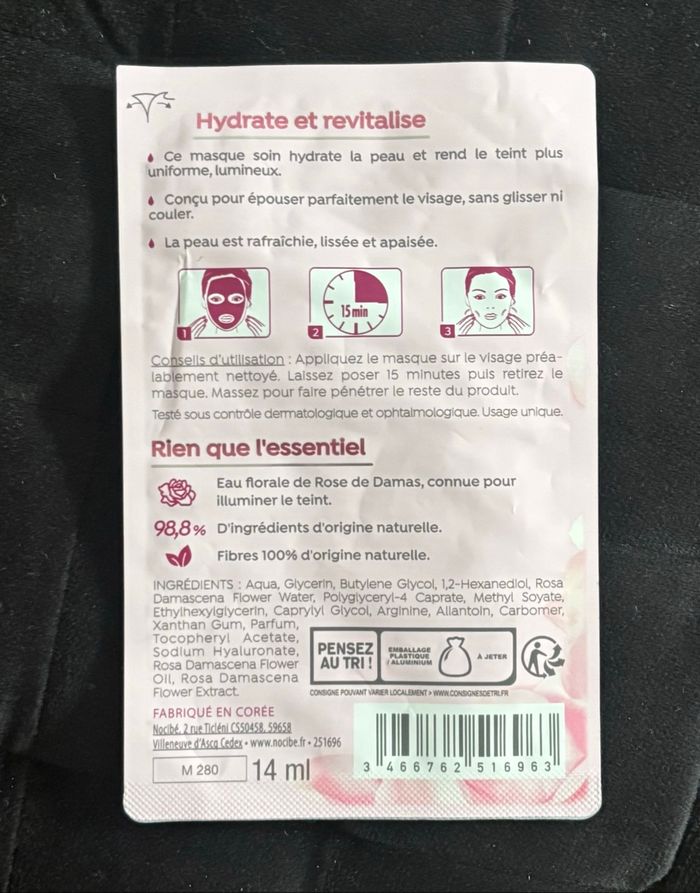 Hydrate et revitalise
Ce masque soin hydrate la peau et rend le teint plus
uniforme, lumineux.
Conçu pour épouser parfaitement le visage, sans glisser ni
couler.
La peau est rafraîchie, lissée et apaisée.
1
15 min
2
3
Conseils d'utilisation : Appliquez le masque sur le visage préa-
lablement nettoyé. Laissez poser 15 minutes puis retirez le
masque. Massez pour faire pénétrer le reste du produit.
Testé sous contrôle dermatologique et ophtalmologique. Usage unique.
Rien que l'essentiel
Eau florale de Rose de Damas, connue pour
illuminer le teint.
98,8% D'ingrédients d'origine naturelle.
Fibres 100% d'origine naturelle.
INGRÉDIENTS : Aqua, Glycerin, Butylene Glycol, 1,2-Hexanediol, Rosa
Damascena Flower Water, Polyglyceryl-4 Caprate, Methyl Soyate,
Ethylhexylglycerin, Caprylyl Glycol, Arginine, Allantoin, Carbomer,
Xanthan Gum, Parfum,
Tocopheryl Acetate,
Sodium Hyaluronate,
Rosa Damascena Flower
Oil, Rosa Damascena
Flower Extract.
PENSEZ
AU TRI !
EMBALLAGE
PLASTIQUE
/ ALUMINIUM
À JETER
CONSIGNE POUVANT VARIER LOCALEMENT > WWW.CONSIGNESDETRI.FR
FABRIQUÉ EN CORÉE
Nocibé, 2 rue Ticléni CS50458, 59658
Villeneuve d'Ascq Cedex • www.nocibe.fr • 251696
M 280
14 ml
3 466762 516963